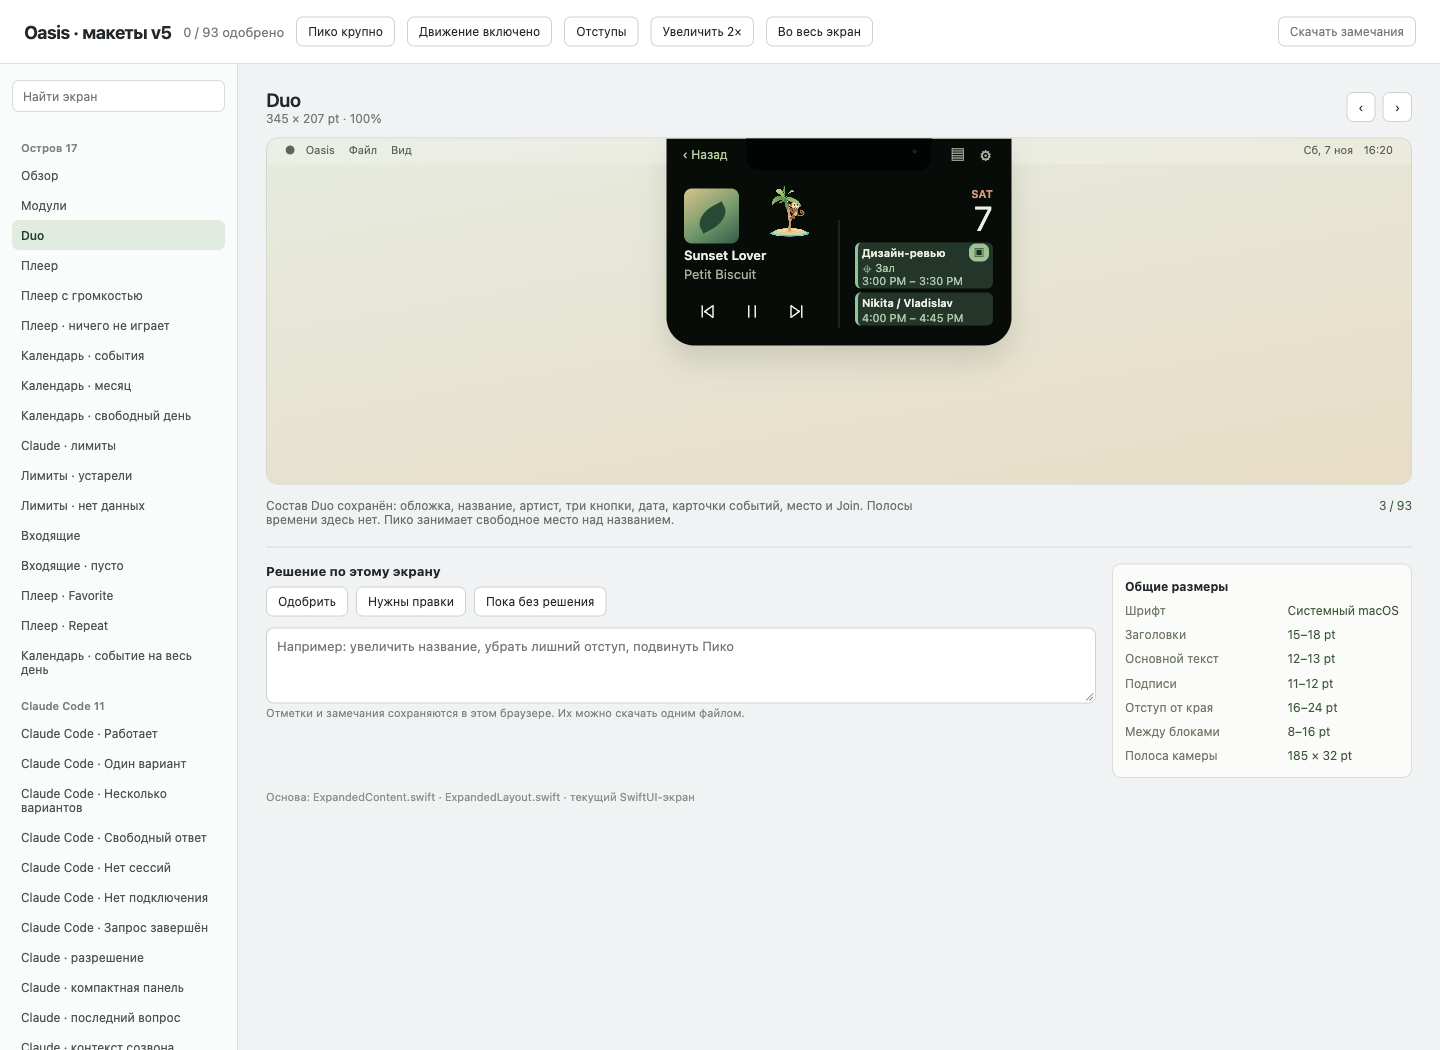 Oasis · макеты v5
0 / 93 одобрено
Пико крупно
Движение включено
Отступы
Увеличить 2×
Во весь экран
Скачать замечания
Найти экран
Остров 17
Обзор
Модули
Duo
Плеер
Плеер с громкостью
Плеер · ничего не играет
Календарь · события
Календарь · месяц
Календарь · свободный день
Claude · лимиты
Лимиты · устарели
Лимиты · нет данных
Входящие
Входящие · пусто
Плеер · Favorite
Плеер · Repeat
Календарь · событие на весь
день
Claude Code 11
Claude Code · Работает
Claude Code · Один вариант
Claude Code · Несколько
вариантов
Claude Code · Свободный ответ
Claude Code · Нет сессий
Claude Code · Нет подключения
Claude Code · Запрос завершён
Claude · разрешение
Claude · компактная панель
Claude · последний вопрос
Claude · контекст созвона
Duo
345 × 207 pt · 100%
‹
›
Oasis Файл Вид
Сб, 7 ноя 16:20
‹ Назад
Sunset Lover
Petit Biscuit
SAT
7
Дизайн-ревью
Зал
3:00 PM – 3:30 PM
Nikita / Vladislav
4:00 PM – 4:45 PM
Состав Duo сохранён: обложка, название, артист, три кнопки, дата, карточки событий, место и Join. Полосы
времени здесь нет. Пико занимает свободное место над названием.
3 / 93
Решение по этому экрану
Одобрить
Нужны правки
Пока без решения
Например: увеличить название, убрать лишний отступ, подвинуть Пико
Отметки и замечания сохраняются в этом браузере. Их можно скачать одним файлом.
Общие размеры
Шрифт Системный macOS
Заголовки 15–18 pt
Основной текст 12–13 pt
Подписи 11–12 pt
Отступ от края 16–24 pt
Между блоками 8–16 pt
Полоса камеры 185 × 32 pt
Основа: ExpandedContent.swift · ExpandedLayout.swift · текущий SwiftUI-экран